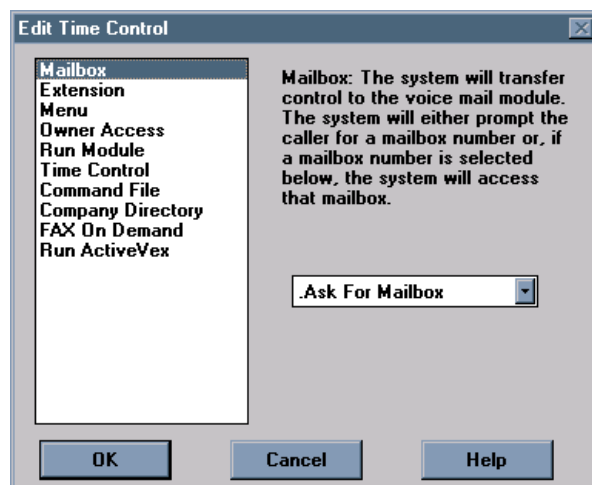 Edit Time Control
Mailbox
Extension
Menu
Owner Access
Run Module
Time Control
Command File
Company Directory
FAX On Demand
Run ActiveVex
Mailbox: The system will transfer
control to the voice mail module.
The system will either prompt the
caller for a mailbox number or, if
a mailbox number is selected
below, the system will access
that mailbox.
.Ask For Mailbox
OK
Cancel
Help